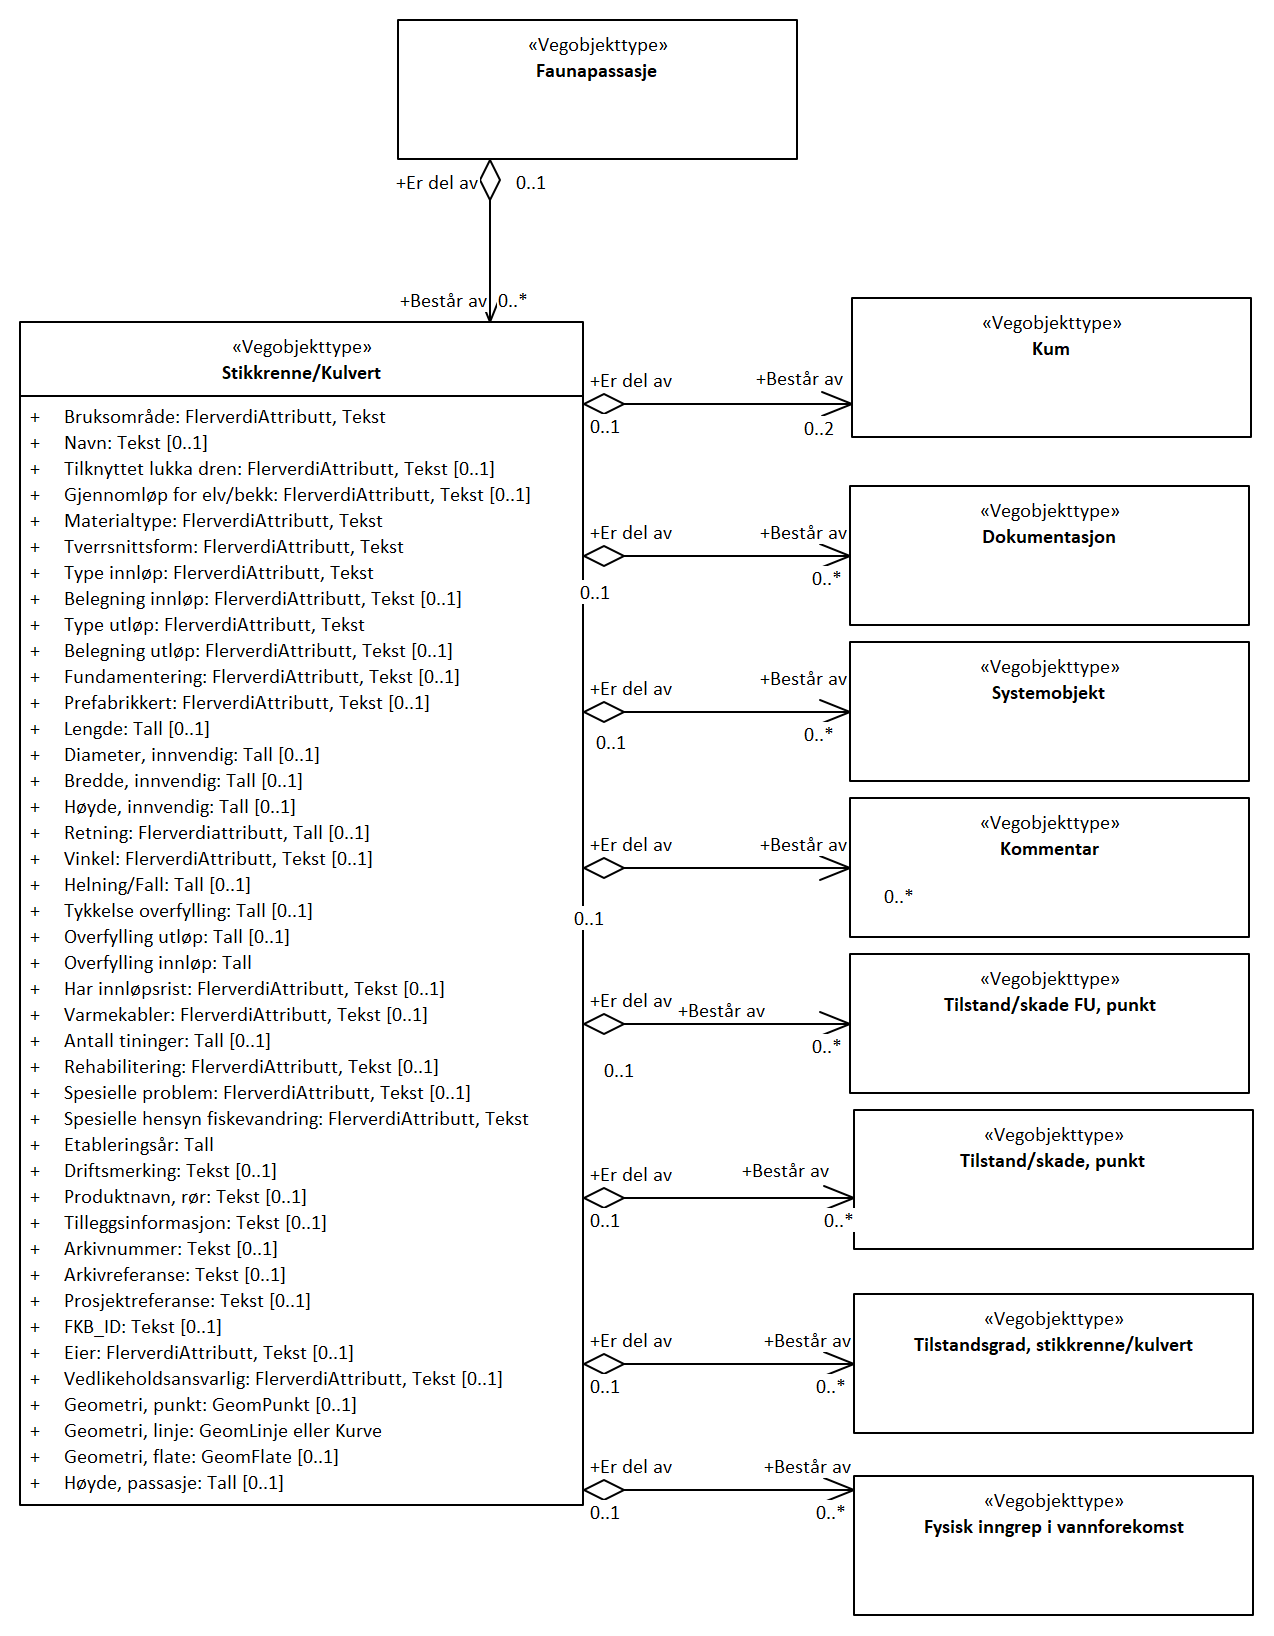 «Vegobjekttype»
Faunapassasje
+Er del av 0..1
+Består av 0..*
«Vegobjekttype»
Stikkrenne/Kulvert
+ Bruksområde: FlerverdiAttributt, Tekst
+ Navn: Tekst [0..1]
+ Tilknyttet lukka dren: FlerverdiAttributt, Tekst [0..1]
+ Gjennomløp for elv/bekk: FlerverdiAttributt, Tekst [0..1]
+ Materialtype: FlerverdiAttributt, Tekst
+ Tverrsnittsform: FlerverdiAttributt, Tekst
+ Type innløp: FlerverdiAttributt, Tekst
+ Belegning innløp: FlerverdiAttributt, Tekst [0..1]
+ Type utløp: FlerverdiAttributt, Tekst
+ Belegning utløp: FlerverdiAttributt, Tekst [0..1]
+ Fundamentering: FlerverdiAttributt, Tekst [0..1]
+ Prefabrikkert: FlerverdiAttributt, Tekst [0..1]
+ Lengde: Tall [0..1]
+ Diameter, innvendig: Tall [0..1]
+ Bredde, innvendig: Tall [0..1]
+ Høyde, innvendig: Tall [0..1]
+ Retning: Flerverdiattributt, Tall [0..1]
+ Vinkel: FlerverdiAttributt, Tekst [0..1]
+ Helning/Fall: Tall [0..1]
+ Tykkelse overfylling: Tall [0..1]
+ Overfylling utløp: Tall [0..1]
+ Overfylling innløp: Tall
+ Har innløpsrist: FlerverdiAttributt, Tekst [0..1]
+ Varmekabler: FlerverdiAttributt, Tekst [0..1]
+ Antall tininger: Tall [0..1]
+ Rehabilitering: FlerverdiAttributt, Tekst [0..1]
+ Spesielle problem: FlerverdiAttributt, Tekst [0..1]
+ Spesielle hensyn fiskevandring: FlerverdiAttributt, Tekst
+ Etableringsår: Tall
+ Driftsmerking: Tekst [0..1]
+ Produktnavn, rør: Tekst [0..1]
+ Tilleggsinformasjon: Tekst [0..1]
+ Arkivnummer: Tekst [0..1]
+ Arkivreferanse: Tekst [0..1]
+ Prosjektreferanse: Tekst [0..1]
+ FKB_ID: Tekst [0..1]
+ Eier: FlerverdiAttributt, Tekst [0..1]
+ Vedlikeholdsansvarlig: FlerverdiAttributt, Tekst [0..1]
+ Geometri, punkt: GeomPunkt [0..1]
+ Geometri, linje: GeomLinje eller Kurve
+ Geometri, flate: GeomFlate [0..1]
+ Høyde, passasje: Tall [0..1]
+Er del av +Består av
0..1 0..2
«Vegobjekttype»
Kum
+Er del av +Består av
0..1 0..*
«Vegobjekttype»
Dokumentasjon
+Er del av +Består av
0..1 0..*
«Vegobjekttype»
Systemobjekt
+Er del av +Består av
0..1 0..*
«Vegobjekttype»
Kommentar
+Er del av +Består av
0..1 0..*
«Vegobjekttype»
Tilstand/skade FU, punkt
+Er del av +Består av
0..1 0..*
«Vegobjekttype»
Tilstand/skade, punkt
+Er del av +Består av
0..1 0..*
«Vegobjekttype»
Tilstandsgrad, stikkrenne/kulvert
+Er del av +Består av
0..1 0..*
«Vegobjekttype»
Fysisk inngrep i vannforekomst